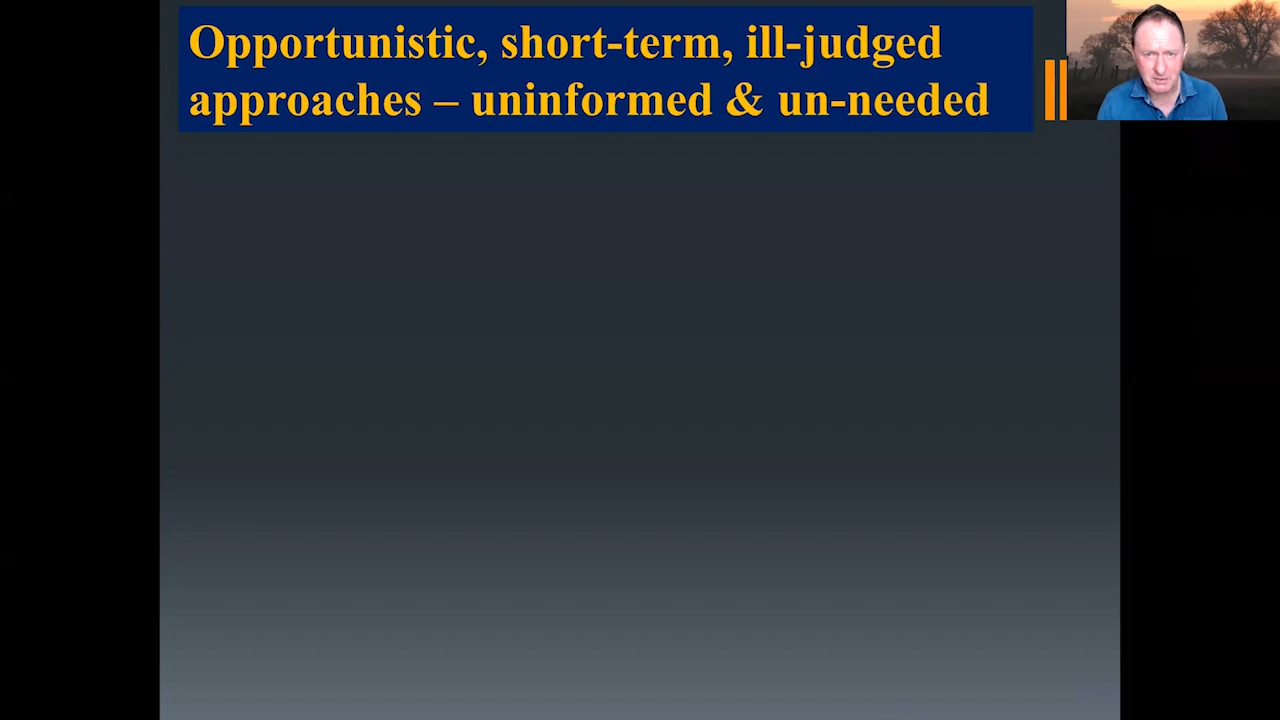 Opportunistic, short-term, ill-judged
approaches – uninformed & un-needed